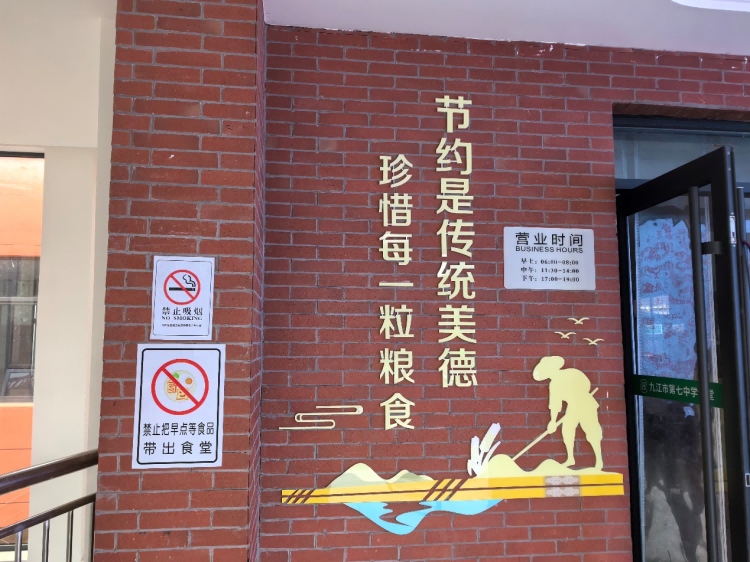 节约是传统美德
珍惜每一粒粮食
营业时间
BUSINESS HOURS
早上：06:00-08:00
中午：11:30-14:00
下午：17:00-19:00
禁止吸烟
NO SMOKING
禁止把早点等食品
带出食堂
九江市第七中学
堂